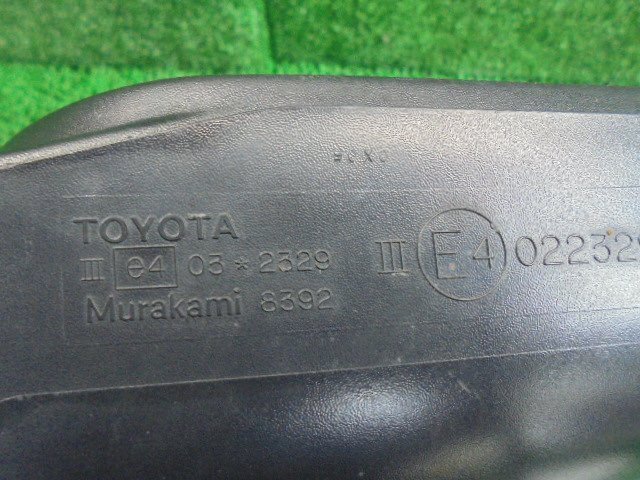 TOYOTA
III e4 03*2329
Murakami 8392
III E4 022329